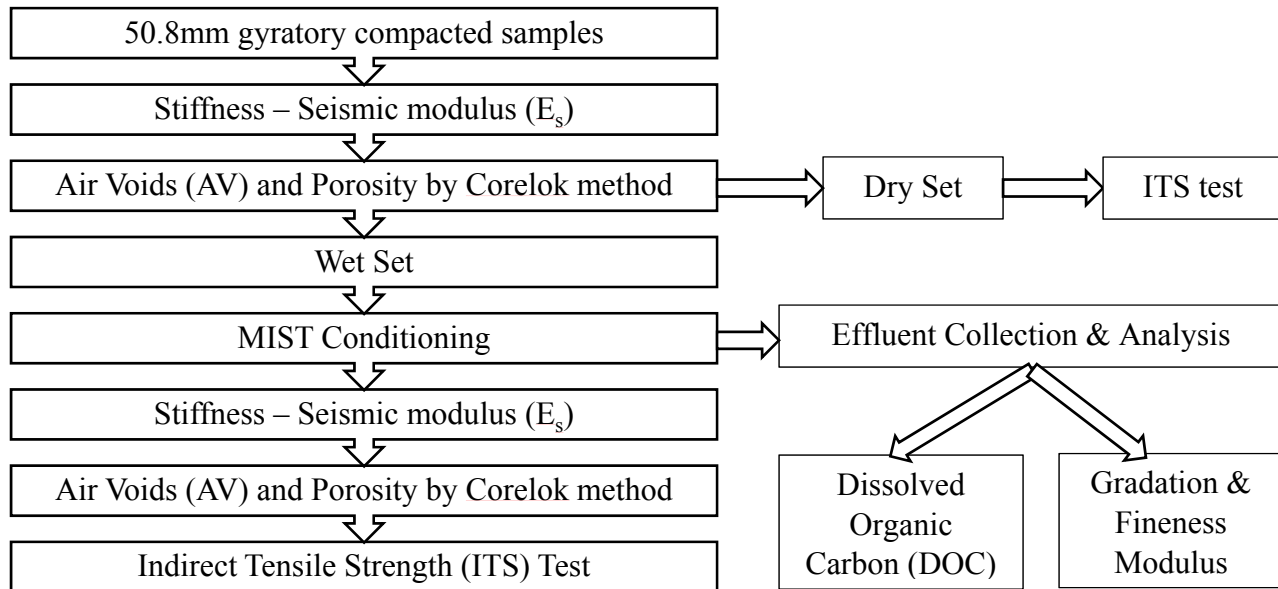 50.8mm gyratory compacted samples
Stiffness – Seismic modulus (Es)
Air Voids (AV) and Porosity by Corelok method
Dry Set
ITS test
Wet Set
MIST Conditioning
Effluent Collection & Analysis
Stiffness – Seismic modulus (Es)
Air Voids (AV) and Porosity by Corelok method
Indirect Tensile Strength (ITS) Test
Dissolved
Organic
Carbon (DOC)
Gradation &
Fineness
Modulus